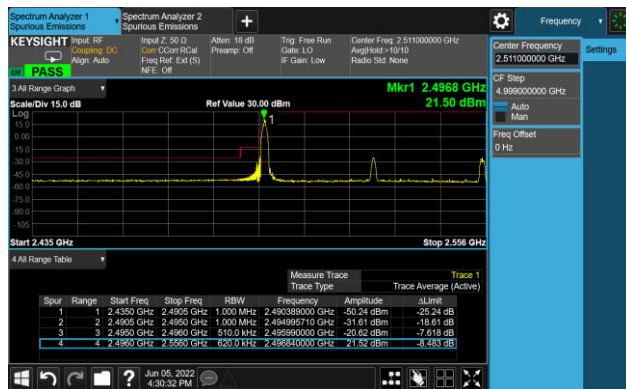 Spectrum Analyzer 1
Spurious Emissions
Spectrum Analyzer 2
Spurious Emissions
Frequency
KEYSIGHT
Input: RF
Coupling: DC
Align: Auto
Input Z: 50 Ω
Corr CCorr RCal
Freq Ref: Ext (S)
NFE: Off
Atten: 18 dB
Preamp: Off
Trig: Free Run
Gate: LO
IF Gain: Low
Center Freq: 2.511000000 GHz
Avg|Hold:>10/10
Radio Std: None
PASS
Center Frequency
2.511000000 GHz
Settings
CF Step
4.999000000 GHz
Auto
Man
Freq Offset
0 Hz
3 All Range Graph
Mkr1 2.4968 GHz
Scale/Div 15.0 dB
Ref Value 30.00 dBm
21.50 dBm
Log
15.0
0.00
-15.0
-30.0
-45.0
-60.0
-75.0
-90.0
-105
1
Start 2.435 GHz
Stop 2.556 GHz
4 All Range Table
Measure Trace Trace 1
Trace Type Trace Average (Active)
Spur Range Start Freq Stop Freq RBW Frequency Amplitude ΔLimit
1 1 2.4350 GHz 2.4905 GHz 1.000 MHz 2.490389000 GHz -50.24 dBm -25.24 dB
2 2 2.4905 GHz 2.4950 GHz 1.000 MHz 2.494995710 GHz -31.61 dBm -18.61 dB
3 3 2.4950 GHz 2.4960 GHz 510.0 kHz 2.495990000 GHz -20.62 dBm -7.618 dB
4 4 2.4960 GHz 2.5560 GHz 620.0 kHz 2.496840000 GHz 21.52 dBm -8.483 dB
Jun 05, 2022
4:30:32 PM